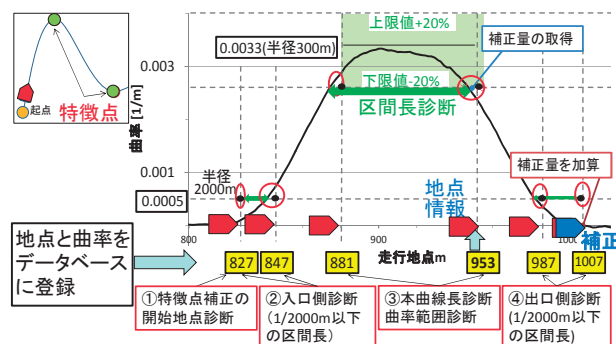 上限値+20%
0.0033(半径300m)
補正量の取得
0.003
下限値-20%
起点
特徴点
曲率 [1/m]
区間長診断
補正量を加算
0.001
半径
2000m
地点
情報
0.0005
補正
800
900
1000
走行地点m
地点と曲率を
データベース
に登録
827
847
881
953
987
1007
①特徴点補正の
開始地点診断
②入口側診断
(1/2000m以下
の区間長)
③本曲線長診断
曲率範囲診断
④出口側診断
(1/2000m以下
の区間長)